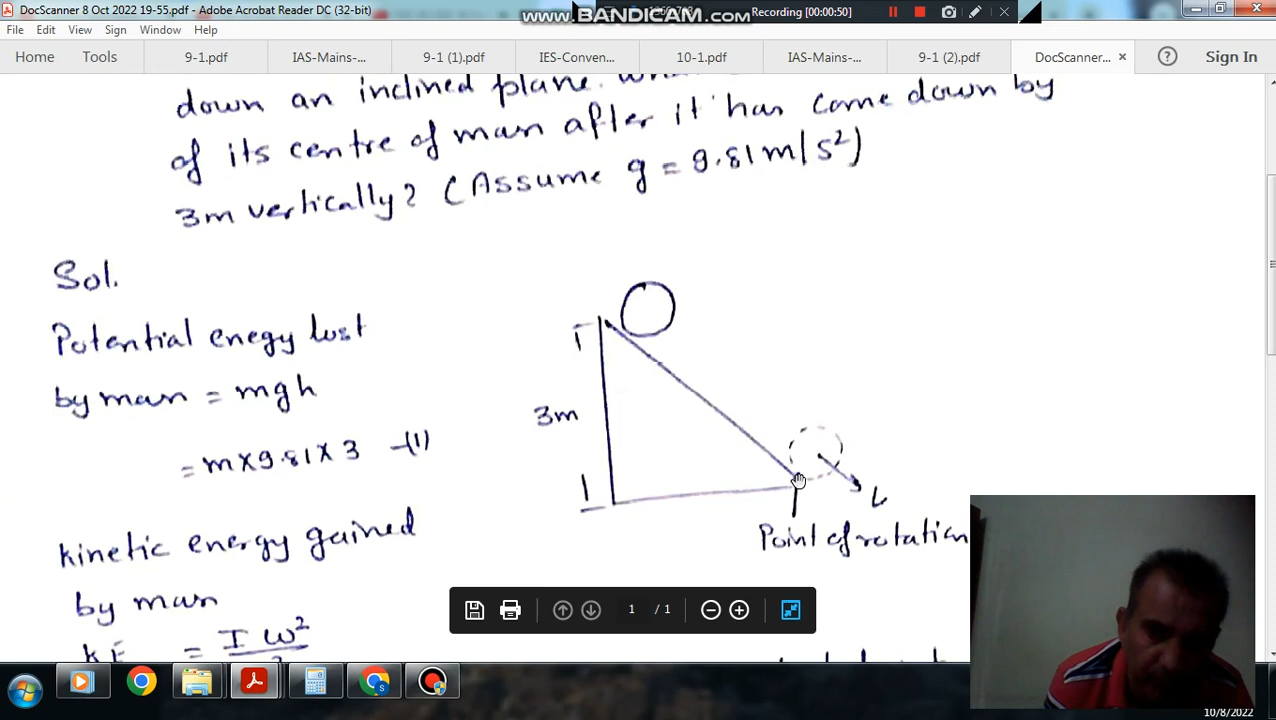 DocScanner 8 Oct 2022 19-55.pdf - Adobe Acrobat Reader DC (32-bit)
www.BANDICAM.com
Recording [00:00:50]
File Edit View Sign Window Help
Home Tools 9-1.pdf IAS-Mains-... 9-1 (1).pdf IES-Conven... 10-1.pdf IAS-Mains-... 9-1 (2).pdf DocScanner... × ? Sign In
down an inclined plane.
of its centre of mass after it has come down by
3m vertically? (Assume g = 9.81 m/s²)
Sol.
Potential enegy lost
by mass = mgh
= m×9.81×3 -(1)
3m
Point of rotation
Kinetic energy gained
by mass
KE = Iω²
1 / 1
10/8/2022